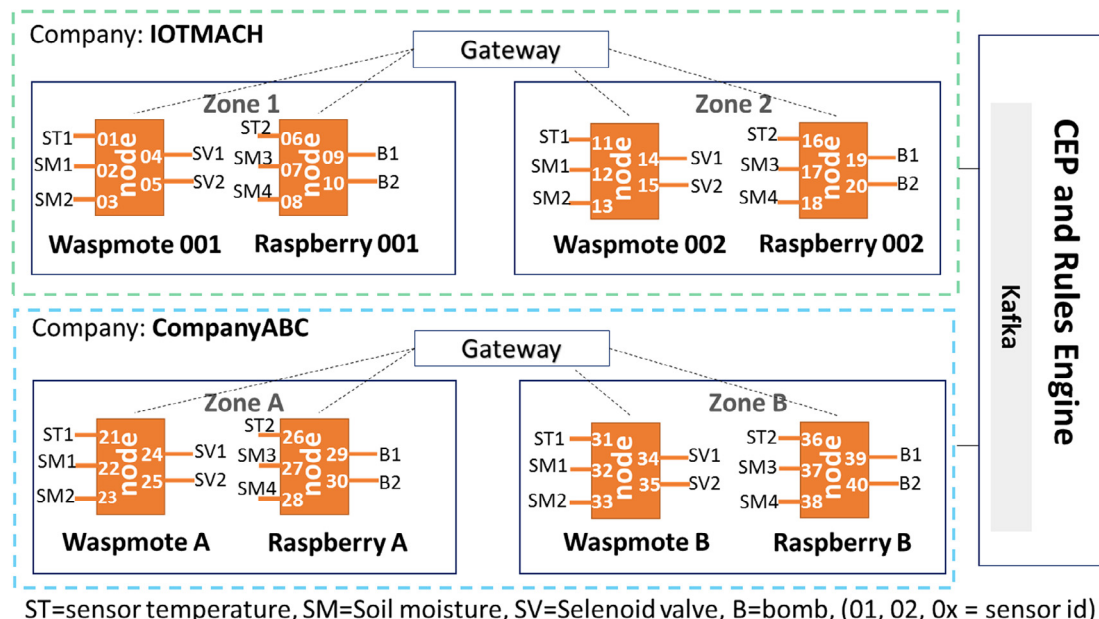 Company: IOTMACH
Gateway
Zone 1
ST1 01 node 04 SV1
SM1 02 05 SV2
SM2 03
Waspmote 001
ST2 06 node 09 B1
SM3 07 10 B2
SM4 08
Raspberry 001
Zone 2
ST1 11 node 14 SV1
SM1 12 15 SV2
SM2 13
Waspmote 002
ST2 16 node 19 B1
SM3 17 20 B2
SM4 18
Raspberry 002
Company: CompanyABC
Gateway
Zone A
ST1 21 node 24 SV1
SM1 22 25 SV2
SM2 23
Waspmote A
ST2 26 node 29 B1
SM3 27 30 B2
SM4 28
Raspberry A
Zone B
ST1 31 node 34 SV1
SM1 32 35 SV2
SM2 33
Waspmote B
ST2 36 node 39 B1
SM3 37 40 B2
SM4 38
Raspberry B
Kafka
CEP and Rules Engine
ST=sensor temperature, SM=Soil moisture, SV=Selenoid valve, B=bomb, (01, 02, 0x = sensor id)